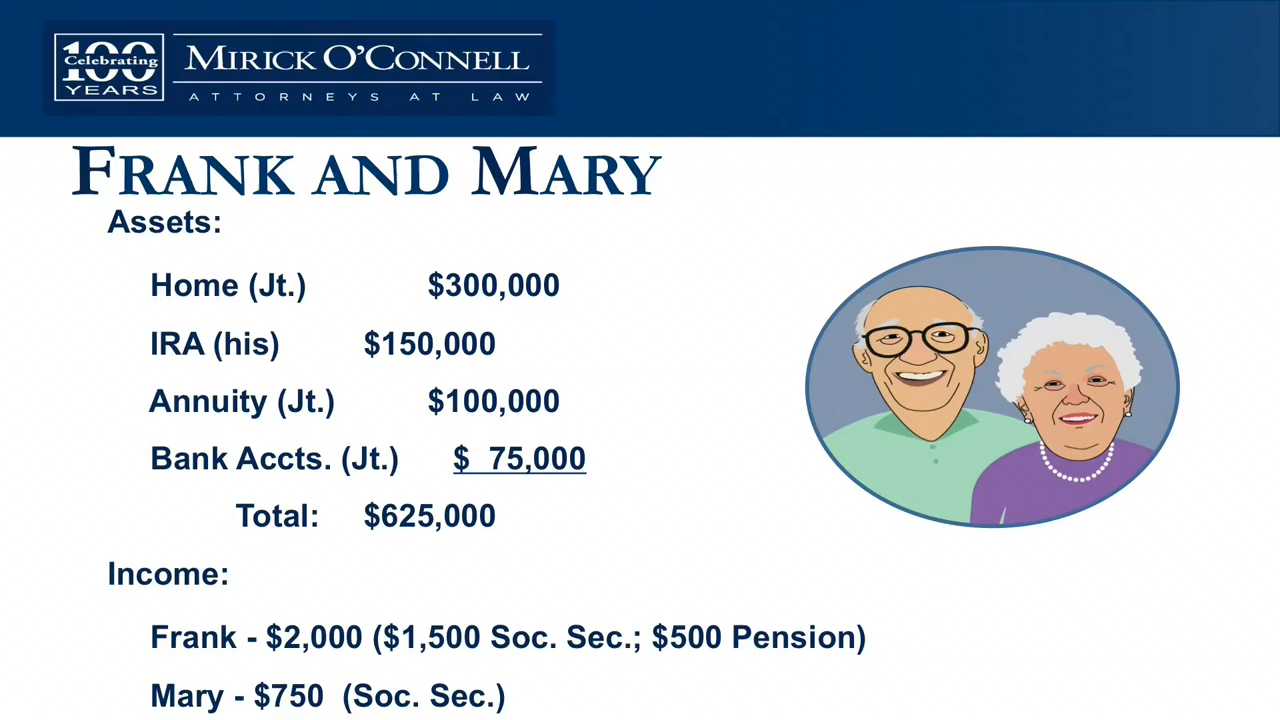 100
Celebrating
YEARS
MIRICK O'CONNELL
ATTORNEYS AT LAW
FRANK AND MARY
Assets:
Home (Jt.) $300,000
IRA (his) $150,000
Annuity (Jt.) $100,000
Bank Accts. (Jt.) $ 75,000
Total: $625,000
Income:
Frank - $2,000 ($1,500 Soc. Sec.; $500 Pension)
Mary - $750 (Soc. Sec.)